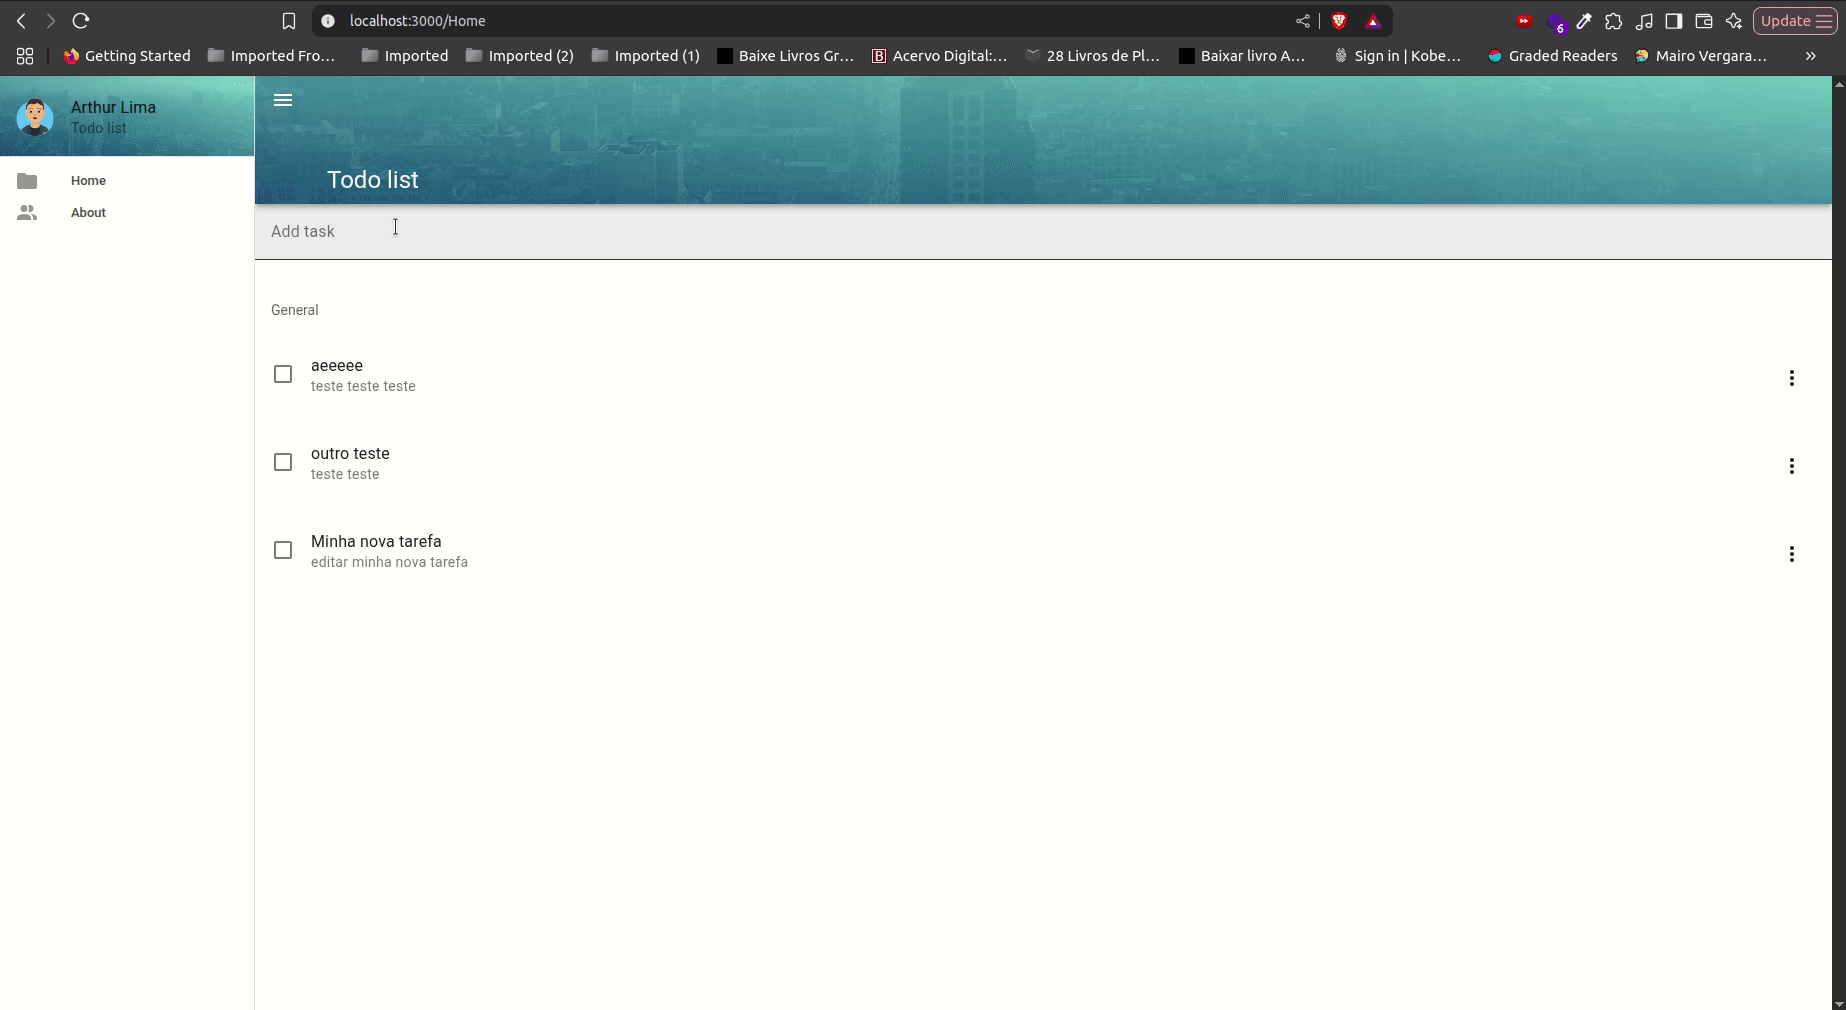 localhost:3000/Home
Update
6
Getting Started
Imported Fro...
Imported
Imported (2)
Imported (1)
Baixe Livros Gr...
Acervo Digital:...
28 Livros de Pl...
Baixar livro A...
Sign in | Kobe...
Graded Readers
Mairo Vergara...
Arthur Lima
Todo list
Home
About
Todo list
Add task
General
aeeeee
teste teste teste
outro teste
teste teste
Minha nova tarefa
editar minha nova tarefa